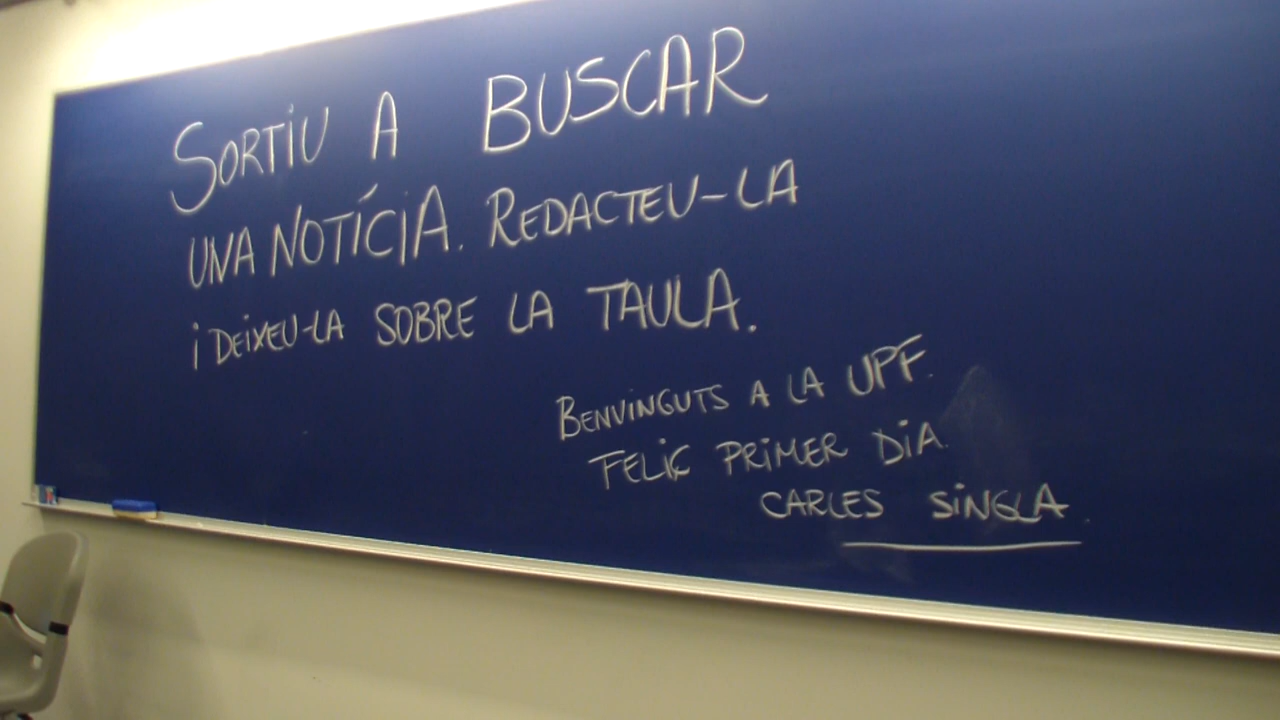 SORTIU A BUSCAR
UNA NOTÍCIA. REDACTEU-LA
I DEIXEU-LA SOBRE LA TAULA.
BENVINGUTS A LA UPF.
FELIÇ PRIMER DIA.
CARLES SINGLA.